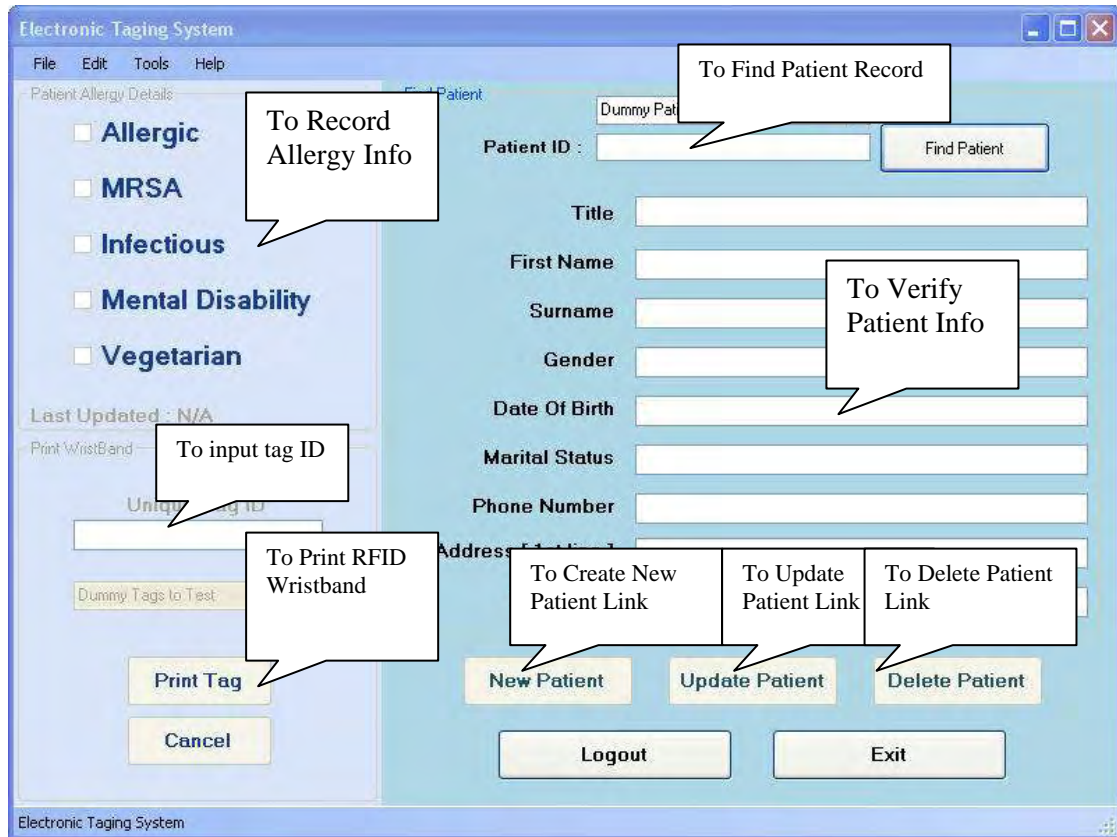 Electronic Taging System
File Edit Tools Help
Patient Allergy Details
Allergic
MRSA
Infectious
Mental Disability
Vegetarian
Last Updated : N/A
To Record
Allergy Info
Print WristBand
To input tag ID
Dummy Tags to Test
To Print RFID
Wristband
Print Tag
Cancel
Find Patient
To Find Patient Record
Dummy
Patient ID :
Find Patient
Title
First Name
Surname
Gender
Date Of Birth
Marital Status
Phone Number
Address
To Verify
Patient Info
To Create New
Patient Link
To Update
Patient Link
To Delete Patient
Link
New Patient
Update Patient
Delete Patient
Logout
Exit
Electronic Taging System